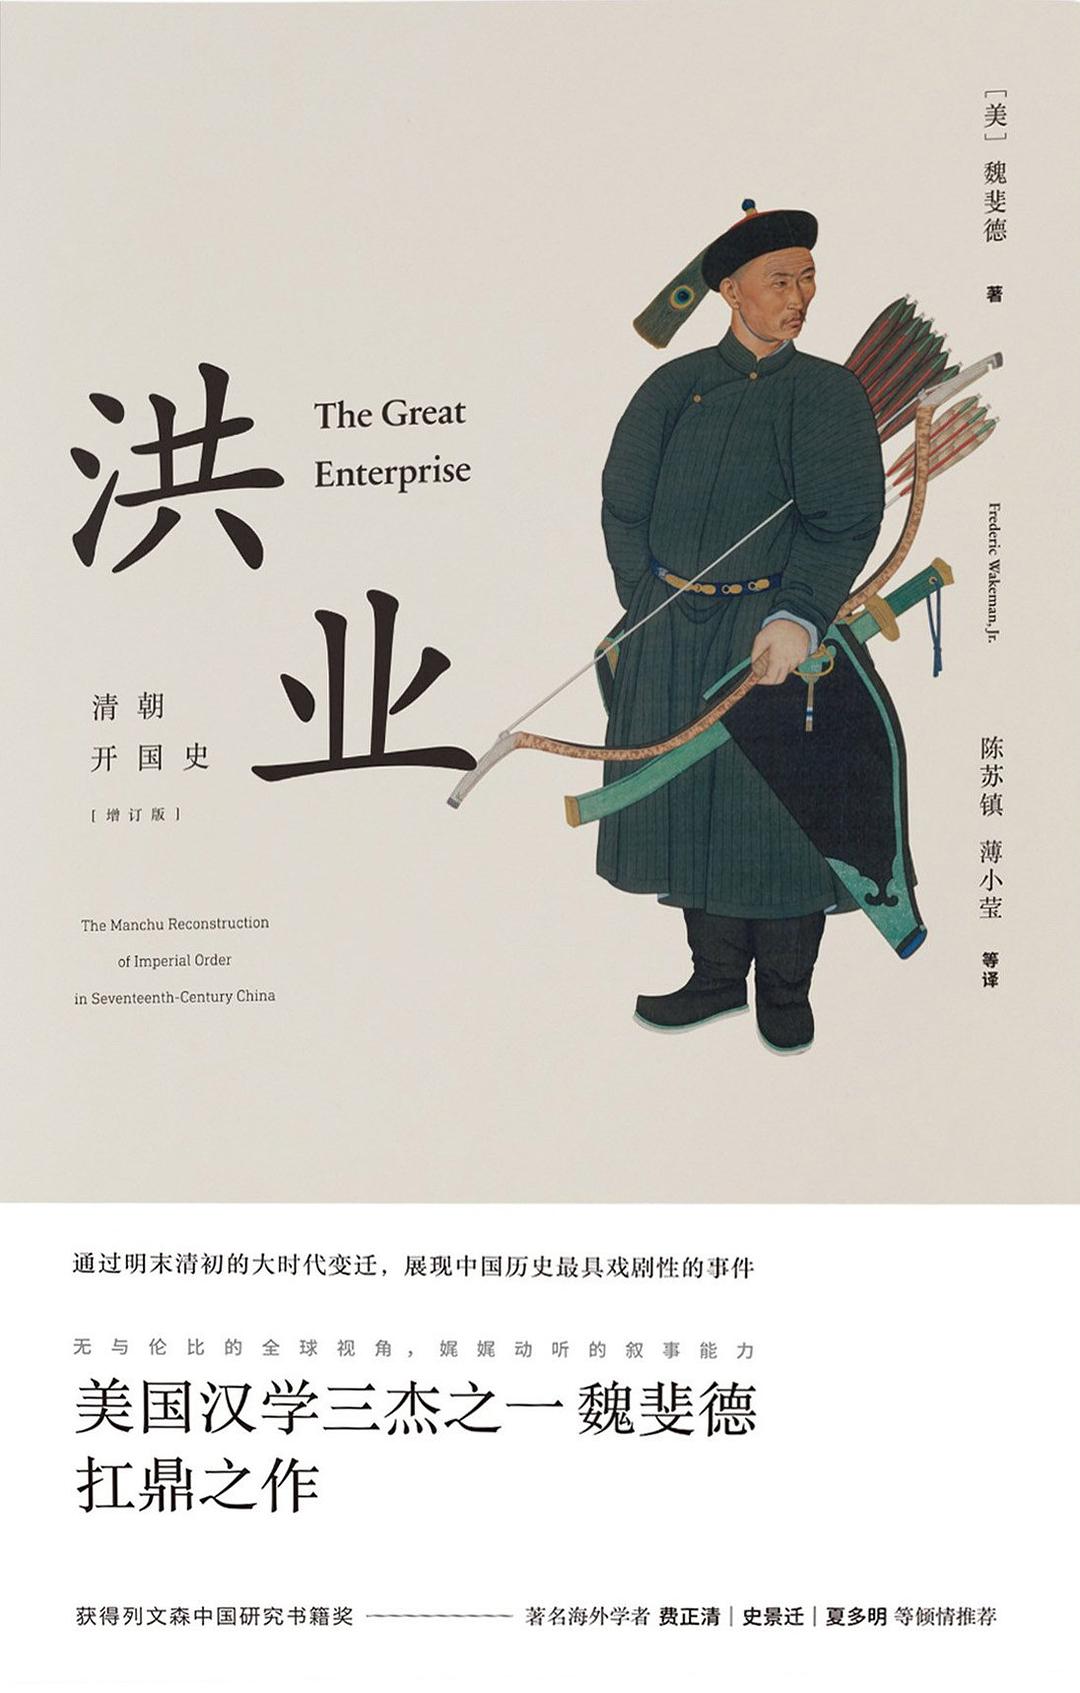 [美] 魏斐德 著
洪业
The Great
Enterprise
Frederic Wakeman, Jr.
清朝
开国史
[增订版]
陈苏镇 薄小莹 等译
The Manchu Reconstruction
of Imperial Order
in Seventeenth-Century China
通过明末清初的大时代变迁，展现中国历史最具戏剧性的事件
无与伦比的全球视角，娓娓动听的叙事能力
美国汉学三杰之一 魏斐德
扛鼎之作
获得列文森中国研究书籍奖 —— 著名海外学者 费正清｜史景迁｜夏多明 等倾情推荐